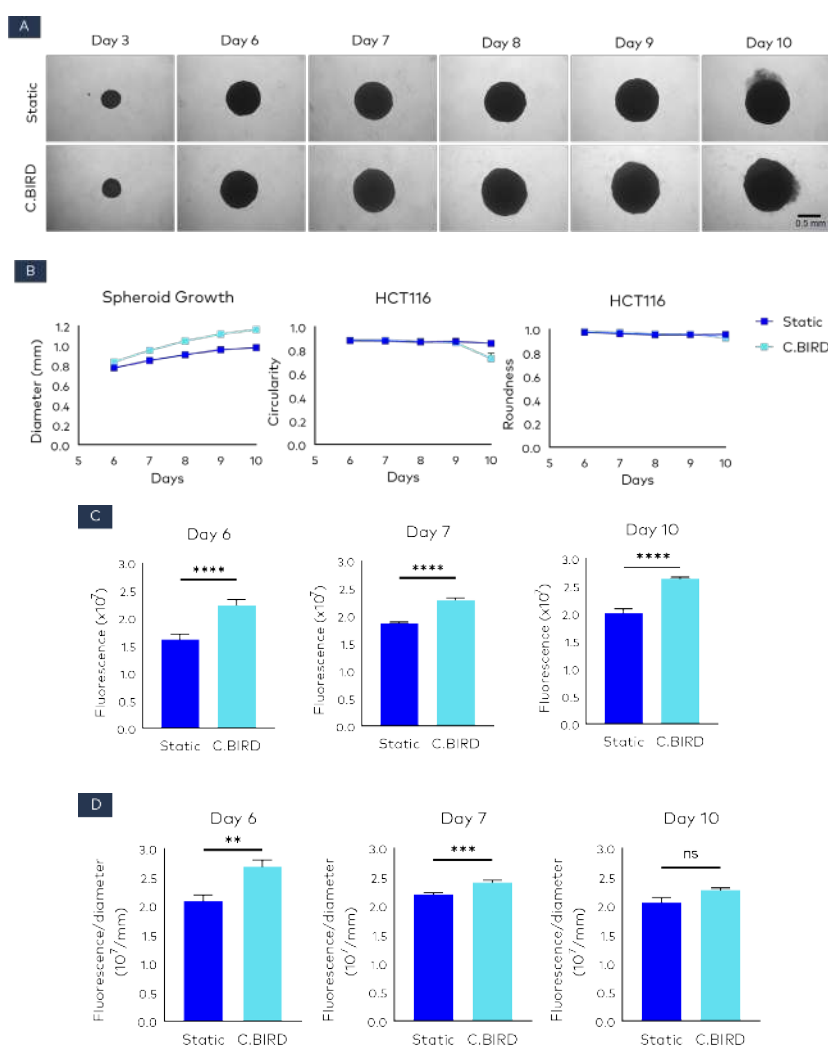 A
Day 3 Day 6 Day 7 Day 8 Day 9 Day 10
Static
C.BIRD
0.5 mm
B
Spheroid Growth
Diameter (mm)
1.2
1.0
0.8
0.6
0.4
0.2
0.0
5 6 7 8 9 10
Days
HCT116
Circularity
1.0
0.8
0.6
0.4
0.2
0.0
5 6 7 8 9 10
Days
HCT116
Roundness
1.0
0.8
0.6
0.4
0.2
0.0
5 6 7 8 9 10
Days
Static
C.BIRD
C
Day 6
****
Fluorescence (x10⁷)
3.0
2.5
2.0
1.5
1.0
0.5
0.0
Static C.BIRD
Day 7
****
Fluorescence (x10⁷)
3.0
2.5
2.0
1.5
1.0
0.5
0.0
Static C.BIRD
Day 10
****
Fluorescence (x10⁷)
3.0
2.5
2.0
1.5
1.0
0.5
0.0
Static C.BIRD
D
Day 6
**
Fluorescence/diameter
(10⁷/mm)
3.0
2.5
2.0
1.5
1.0
0.5
0.0
Static C.BIRD
Day 7
***
Fluorescence/diameter
(10⁷/mm)
3.0
2.5
2.0
1.5
1.0
0.5
0.0
Static C.BIRD
Day 10
ns
Fluorescence/diameter
(10⁷/mm)
3.0
2.5
2.0
1.5
1.0
0.5
0.0
Static C.BIRD